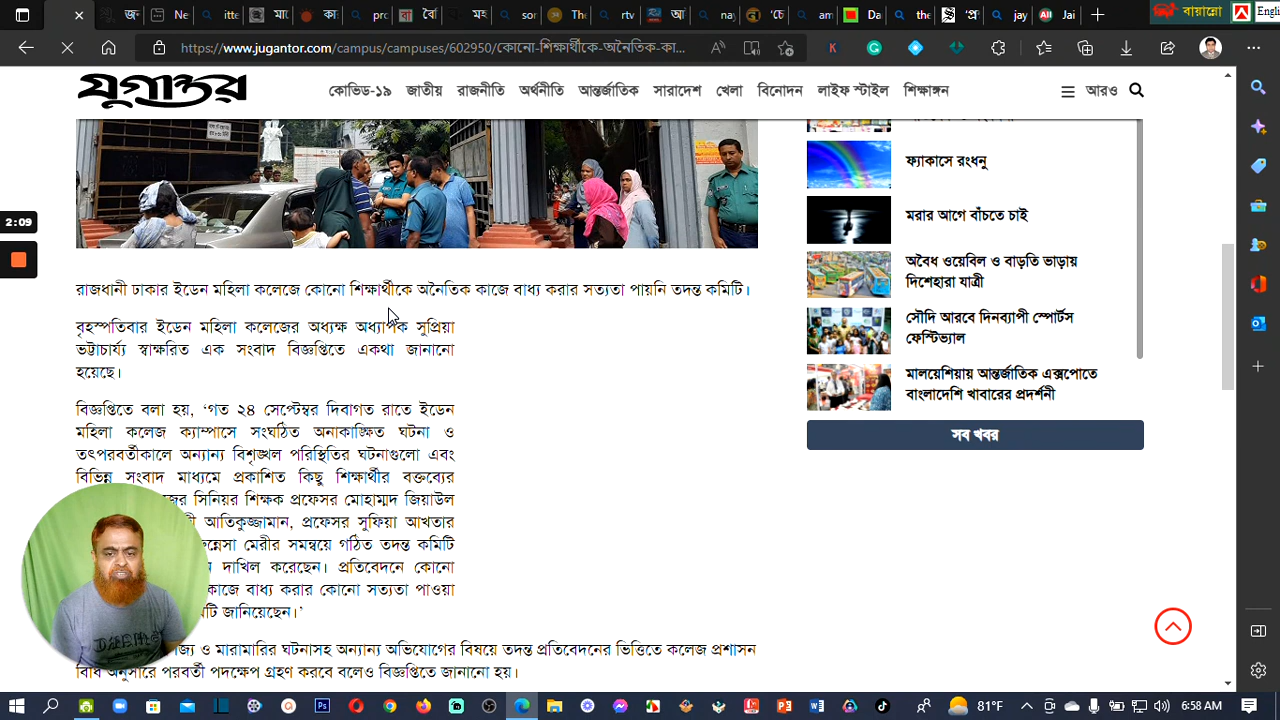 https://www.jugantor.com/campus/campuses/602950/কোনো-শিক্ষার্থীকে-অনৈতিক-কা...
বায়ান্নো
Engli
যুগান্তর
কোভিড-১৯ জাতীয় রাজনীতি অর্থনীতি আন্তর্জাতিক সারাদেশ খেলা বিনোদন লাইফ স্টাইল শিক্ষাঙ্গন
আরও
2:09
রাজধানী ঢাকার ইডেন মহিলা কলেজে কোনো শিক্ষার্থীকে অনৈতিক কাজে বাধ্য করার সত্যতা পায়নি তদন্ত কমিটি।
বৃহস্পতিবার ইডেন মহিলা কলেজের অধ্যক্ষ অধ্যাপক সুপ্রিয়া
ভট্টাচার্য্য স্বাক্ষরিত এক সংবাদ বিজ্ঞপ্তিতে একথা জানানো
হয়েছে।
বিজ্ঞপ্তিতে বলা হয়, ‘গত ২৪ সেপ্টেম্বর দিবাগত রাতে ইডেন
মহিলা কলেজ ক্যাম্পাসে সংঘঠিত অনাকাঙ্ক্ষিত ঘটনা ও
তৎপরবর্তীকালে অন্যান্য বিশৃঙ্খল পরিস্থিতির ঘটনাগুলো এবং
বিভিন্ন সংবাদ মাধ্যমে প্রকাশিত কিছু শিক্ষার্থীর বক্তব্যের
সিনিয়র শিক্ষক প্রফেসর মোহাম্মদ জিয়াউল
আতিকুজ্জামান, প্রফেসর সুফিয়া আখতার
মেরীর সমন্বয়ে গঠিত তদন্ত কমিটি
দাখিল করেছেন। প্রতিবেদনে কোনো
কাজে বাধ্য করার কোনো সত্যতা পাওয়া
জানিয়েছেন।’
ও মারামারির ঘটনাসহ অন্যান্য অভিযোগের বিষয়ে তদন্ত প্রতিবেদনের ভিত্তিতে কলেজ প্রশাসন
বিধি অনুসারে পরবর্তী পদক্ষেপ গ্রহণ করবে বলেও বিজ্ঞপ্তিতে জানানো হয়।
ফ্যাকাসে রংধনু
মরার আগে বাঁচতে চাই
অবৈধ ওয়েবিল ও বাড়তি ভাড়ায়
দিশেহারা যাত্রী
সৌদি আরবে দিনব্যাপী স্পোর্টস
ফেস্টিভ্যাল
মালয়েশিয়ায় আন্তর্জাতিক এক্সপোতে
বাংলাদেশি খাবারের প্রদর্শনী
সব খবর
81°F
6:58 AM